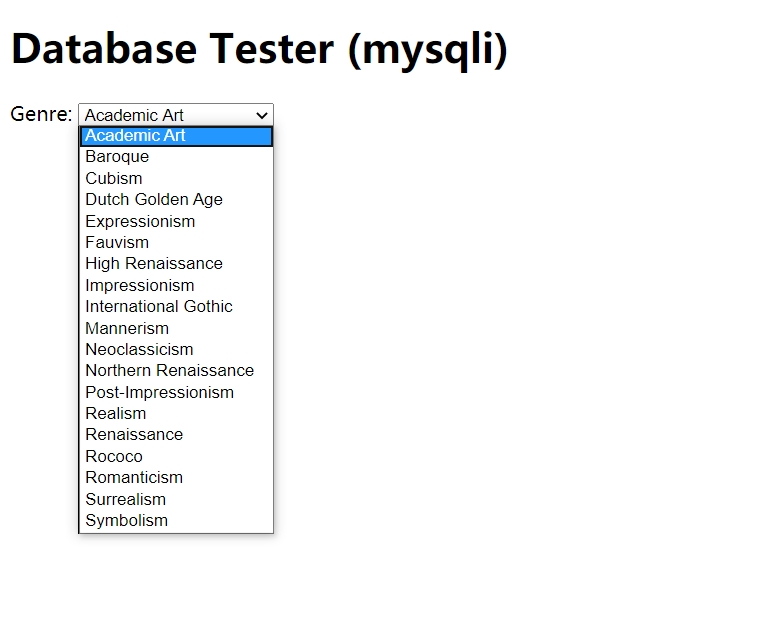 Database Tester (mysqli)
Genre: Academic Art
Academic Art
Baroque
Cubism
Dutch Golden Age
Expressionism
Fauvism
High Renaissance
Impressionism
International Gothic
Mannerism
Neoclassicism
Northern Renaissance
Post-Impressionism
Realism
Renaissance
Rococo
Romanticism
Surrealism
Symbolism